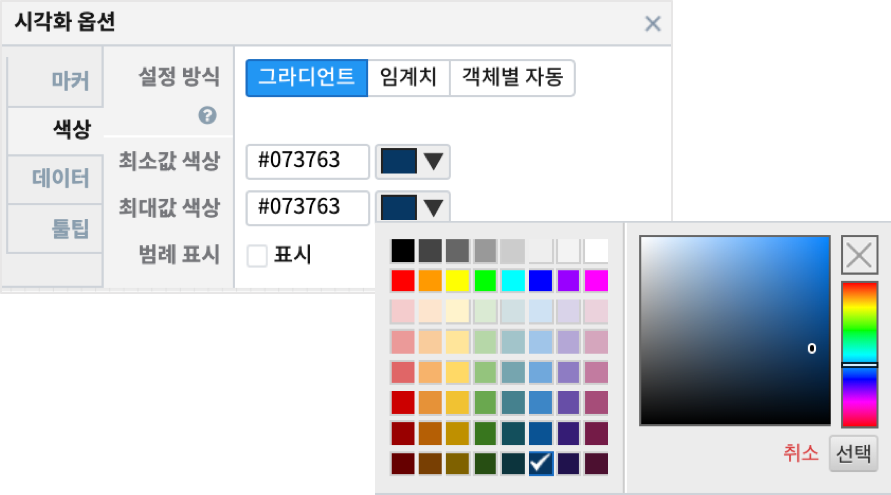 시각화 옵션
마커
색상
데이터
툴팁
설정 방식
그라디언트 임계치 객체별 자동
최소값 색상 #073763
최대값 색상 #073763
범례 표시 표시
취소 선택